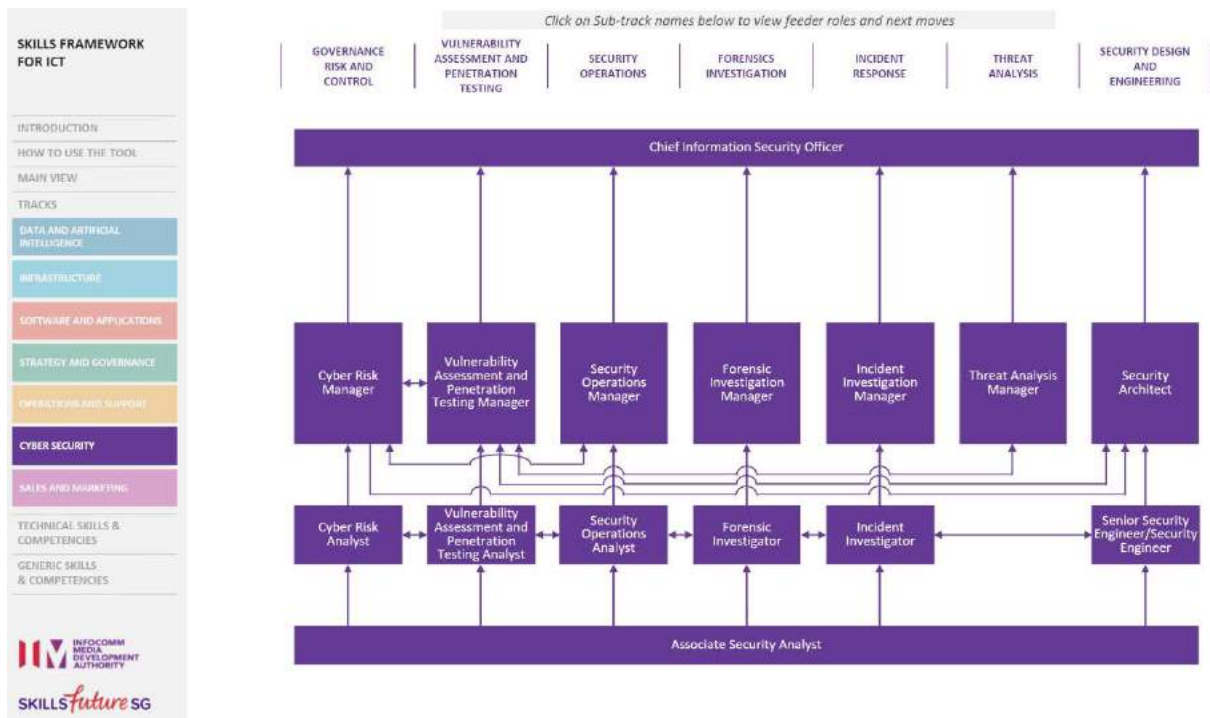 Click on Sub-track names below to view feeder roles and next moves
SKILLS FRAMEWORK
FOR ICT
INTRODUCTION
HOW TO USE THE TOOL
MAIN VIEW
TRACKS
DATA AND ARTIFICIAL
INTELLIGENCE
INFRASTRUCTURE
SOFTWARE AND APPLICATIONS
STRATEGY AND GOVERNANCE
OPERATIONS AND SUPPORT
CYBER SECURITY
SALES AND MARKETING
TECHNICAL SKILLS &
COMPETENCIES
GENERIC SKILLS
& COMPETENCIES
INFOCOMM
MEDIA
DEVELOPMENT
AUTHORITY
SKILLS future SG
GOVERNANCE
RISK AND
CONTROL
VULNERABILITY
ASSESSMENT AND
PENETRATION
TESTING
SECURITY
OPERATIONS
FORENSICS
INVESTIGATION
INCIDENT
RESPONSE
THREAT
ANALYSIS
SECURITY DESIGN
AND
ENGINEERING
Chief Information Security Officer
Cyber Risk
Manager
Vulnerability
Assessment and
Penetration
Testing Manager
Security
Operations
Manager
Forensic
Investigation
Manager
Incident
Investigation
Manager
Threat Analysis
Manager
Security
Architect
Cyber Risk
Analyst
Vulnerability
Assessment and
Penetration
Testing Analyst
Security
Operations
Analyst
Forensic
Investigator
Incident
Investigator
Senior Security
Engineer/Security
Engineer
Associate Security Analyst